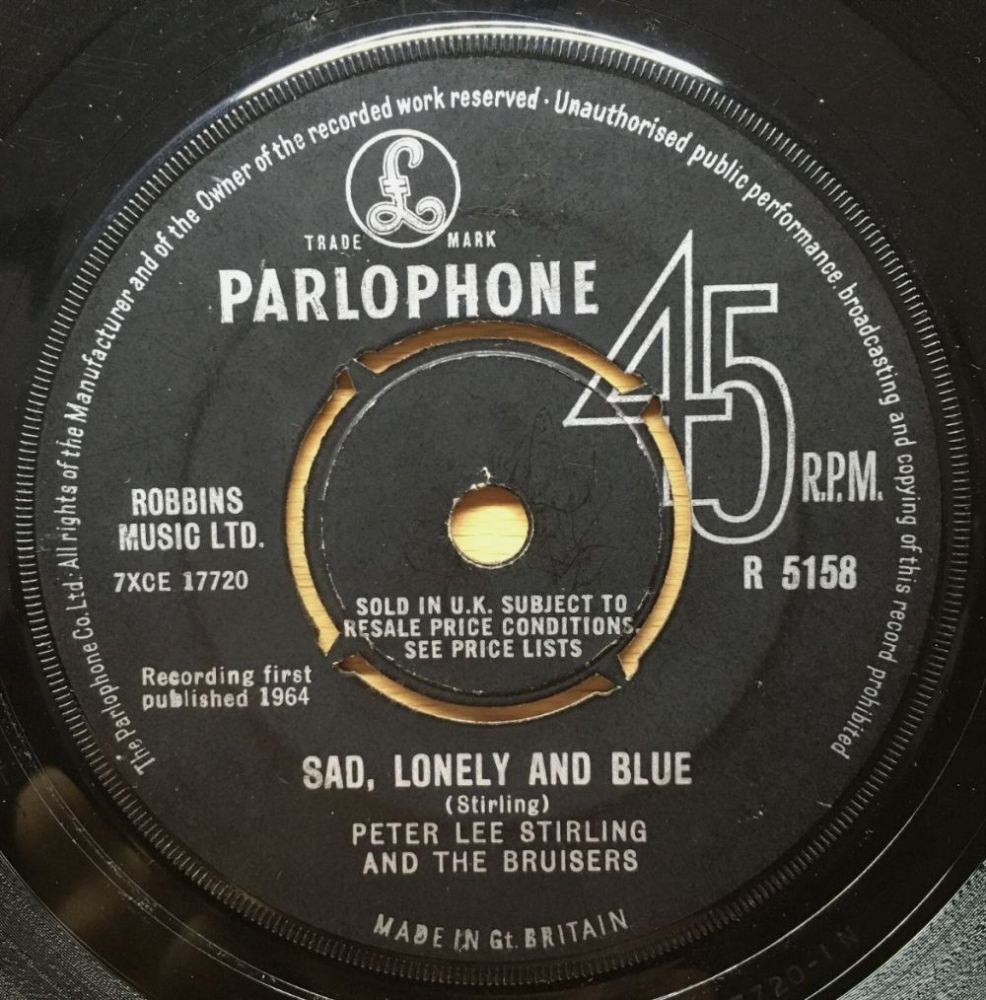 The Parlophone Co.Ltd. All rights of the Manufacturer and of the Owner of the recorded work reserved · Unauthorised public performance, broadcasting and copying of this record prohibited
£
TRADE MARK
PARLOPHONE
45
R.P.M.
ROBBINS
MUSIC LTD.
7XCE 17720
R 5158
SOLD IN U.K. SUBJECT TO
RESALE PRICE CONDITIONS.
SEE PRICE LISTS
Recording first
published 1964
SAD, LONELY AND BLUE
(Stirling)
PETER LEE STIRLING
AND THE BRUISERS
MADE IN Gt. BRITAIN